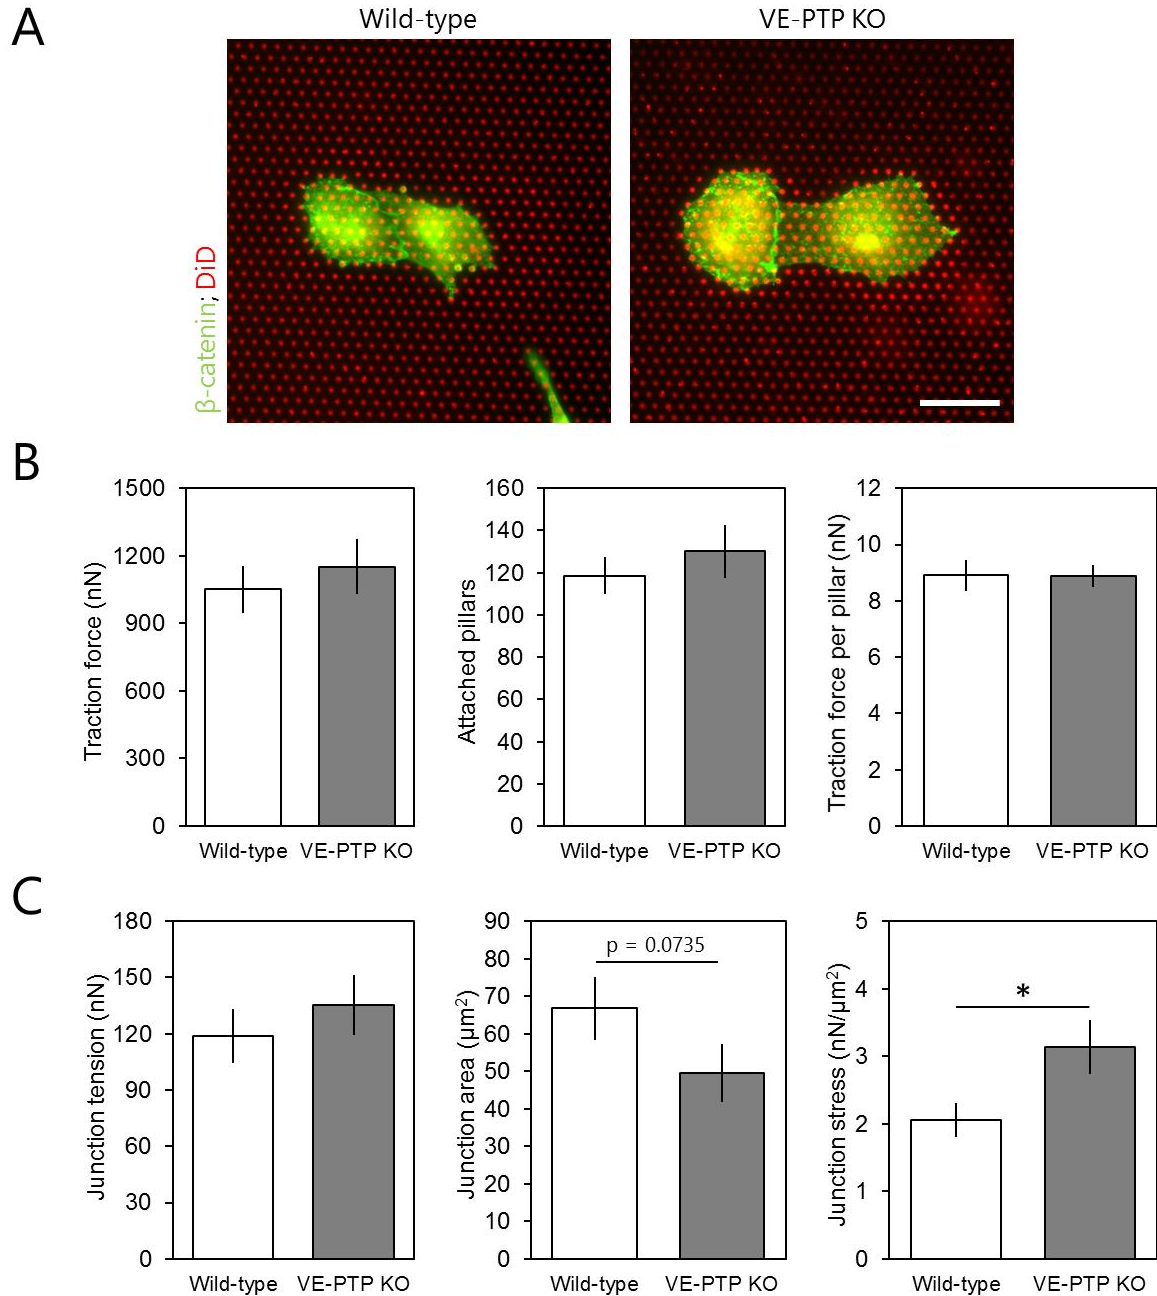 A
Wild-type
VE-PTP KO
β-catenin; DiD
B
Traction force (nN)
1500
1200
900
600
300
0
Wild-type
VE-PTP KO
Attached pillars
160
140
120
100
80
60
40
20
0
Wild-type
VE-PTP KO
Traction force per pillar (nN)
12
10
8
6
4
2
0
Wild-type
VE-PTP KO
C
Junction tension (nN)
180
150
120
90
60
30
0
Wild-type
VE-PTP KO
Junction area (μm²)
90
80
70
60
50
40
30
20
10
0
p = 0.0735
Wild-type
VE-PTP KO
Junction stress (nN/μm²)
5
4
3
2
1
0
*
Wild-type
VE-PTP KO